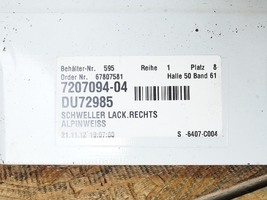 Behälter-Nr. 595 Reihe 1 Platz 8
Order Nr. 67807581 Halle 50 Band 61
7207094-04
DU72985
SCHWELLER LACK.RECHTS
ALPINWEISS
S -6407-C004